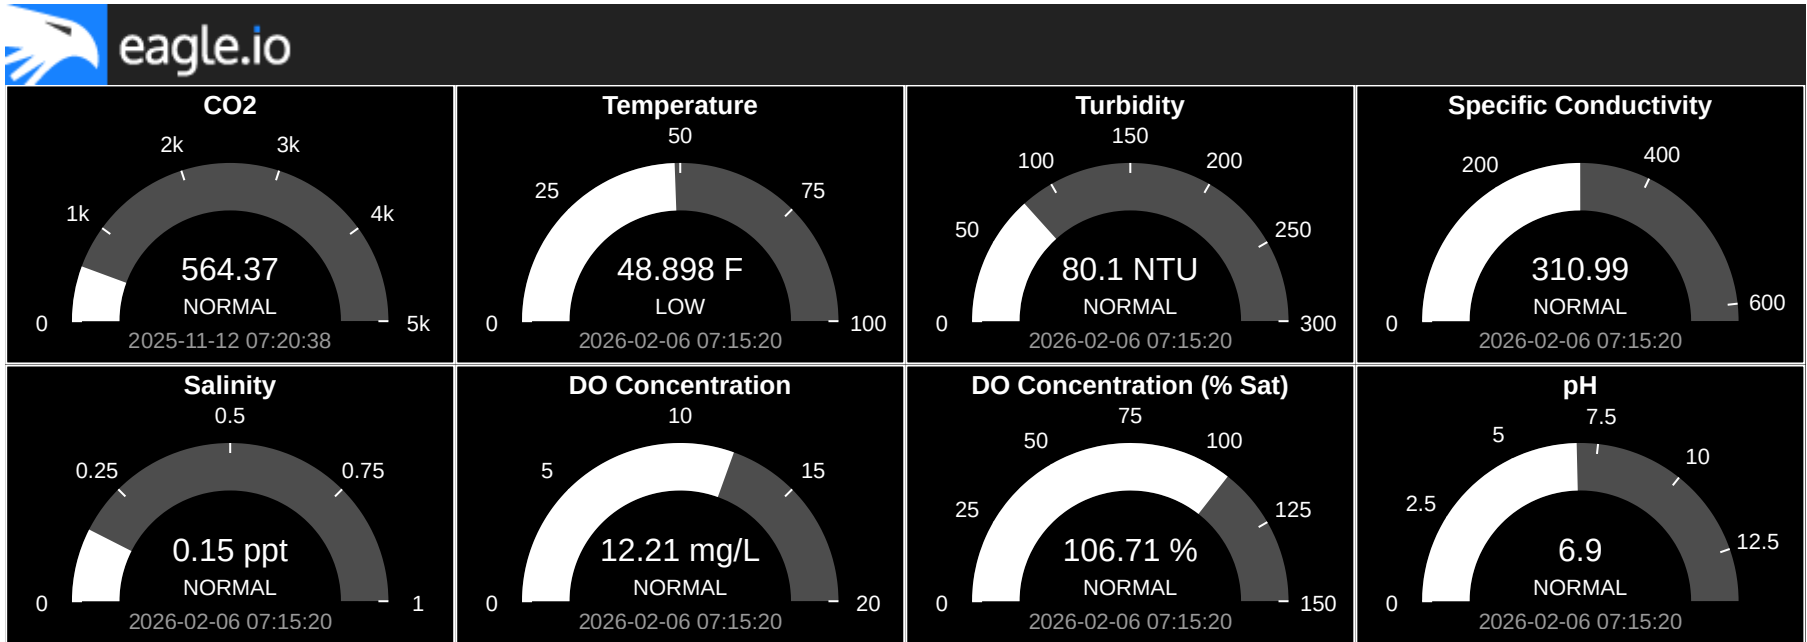 eagle.io
CO2
0
1k
2k
3k
4k
5k
564.37
NORMAL
2025-11-12 07:20:38
Temperature
0
25
50
75
100
48.898 F
LOW
2026-02-06 07:15:20
Turbidity
0
50
100
150
200
250
300
80.1 NTU
NORMAL
2026-02-06 07:15:20
Specific Conductivity
0
200
400
600
310.99
NORMAL
2026-02-06 07:15:20
Salinity
0
0.25
0.5
0.75
1
0.15 ppt
NORMAL
2026-02-06 07:15:20
DO Concentration
0
5
10
15
20
12.21 mg/L
NORMAL
2026-02-06 07:15:20
DO Concentration (% Sat)
0
25
50
75
100
125
150
106.71 %
NORMAL
2026-02-06 07:15:20
pH
0
2.5
5
7.5
10
12.5
6.9
NORMAL
2026-02-06 07:15:20